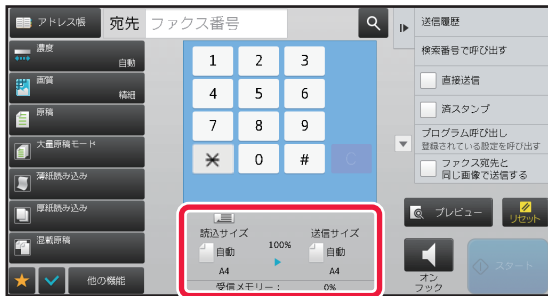 アドレス帳
宛先
ファクス番号
濃度
自動
画質
精細
原稿
大量原稿モード
薄紙読み込み
厚紙読み込み
混載原稿
他の機能
1 2 3
4 5 6
7 8 9
＊ 0 # C
読込サイズ 送信サイズ
自動 100% 自動
A4 A4
受信メモリー： 0%
送信履歴
検索番号で呼び出す
直接送信
済スタンプ
プログラム呼び出し
登録されている設定を呼び出す
ファクス宛先と
同じ画像で送信する
プレビュー
リセット
オン
フック
スタート